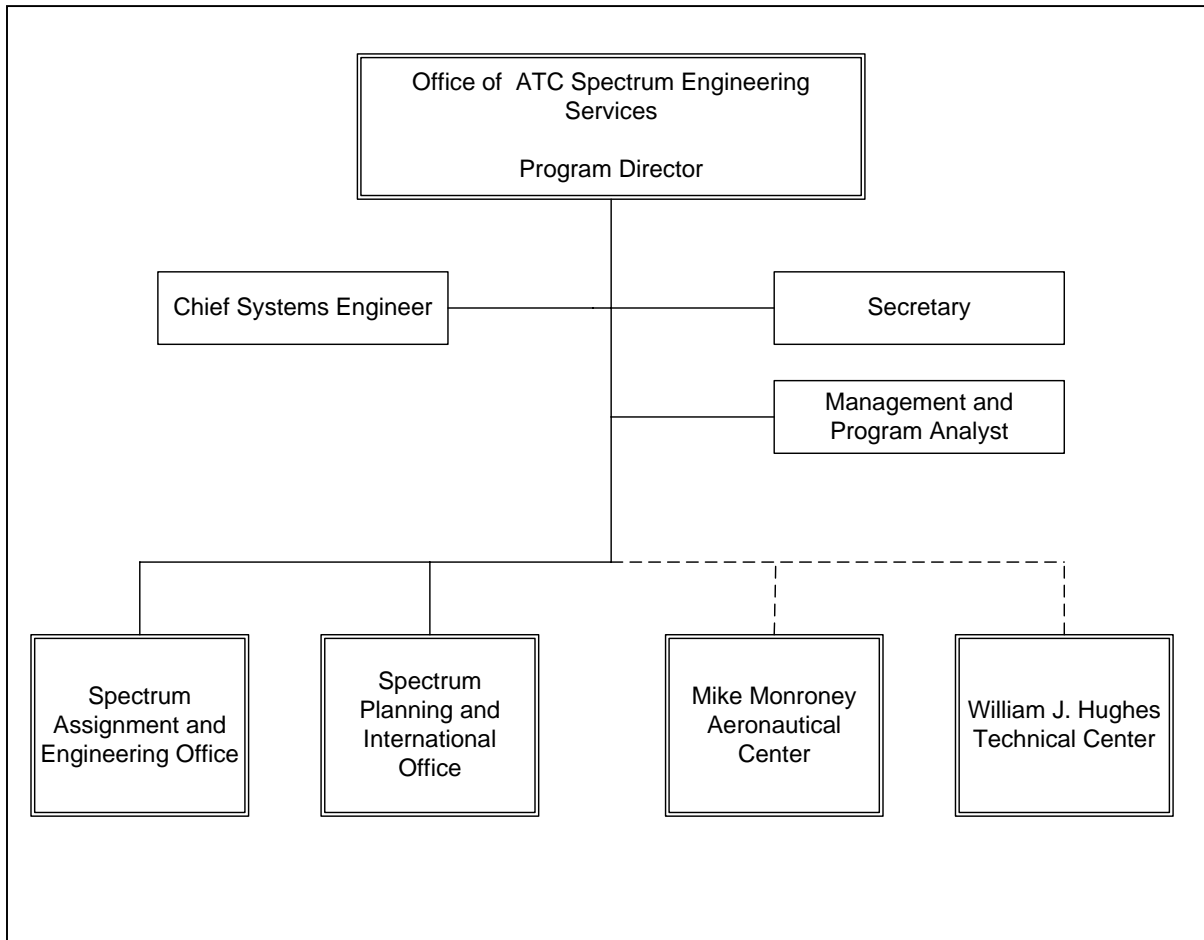 Office of ATC Spectrum Engineering
Services
Program Director
Chief Systems Engineer
Secretary
Management and
Program Analyst
Spectrum
Assignment and
Engineering Office
Spectrum
Planning and
International
Office
Mike Monroney
Aeronautical
Center
William J. Hughes
Technical Center